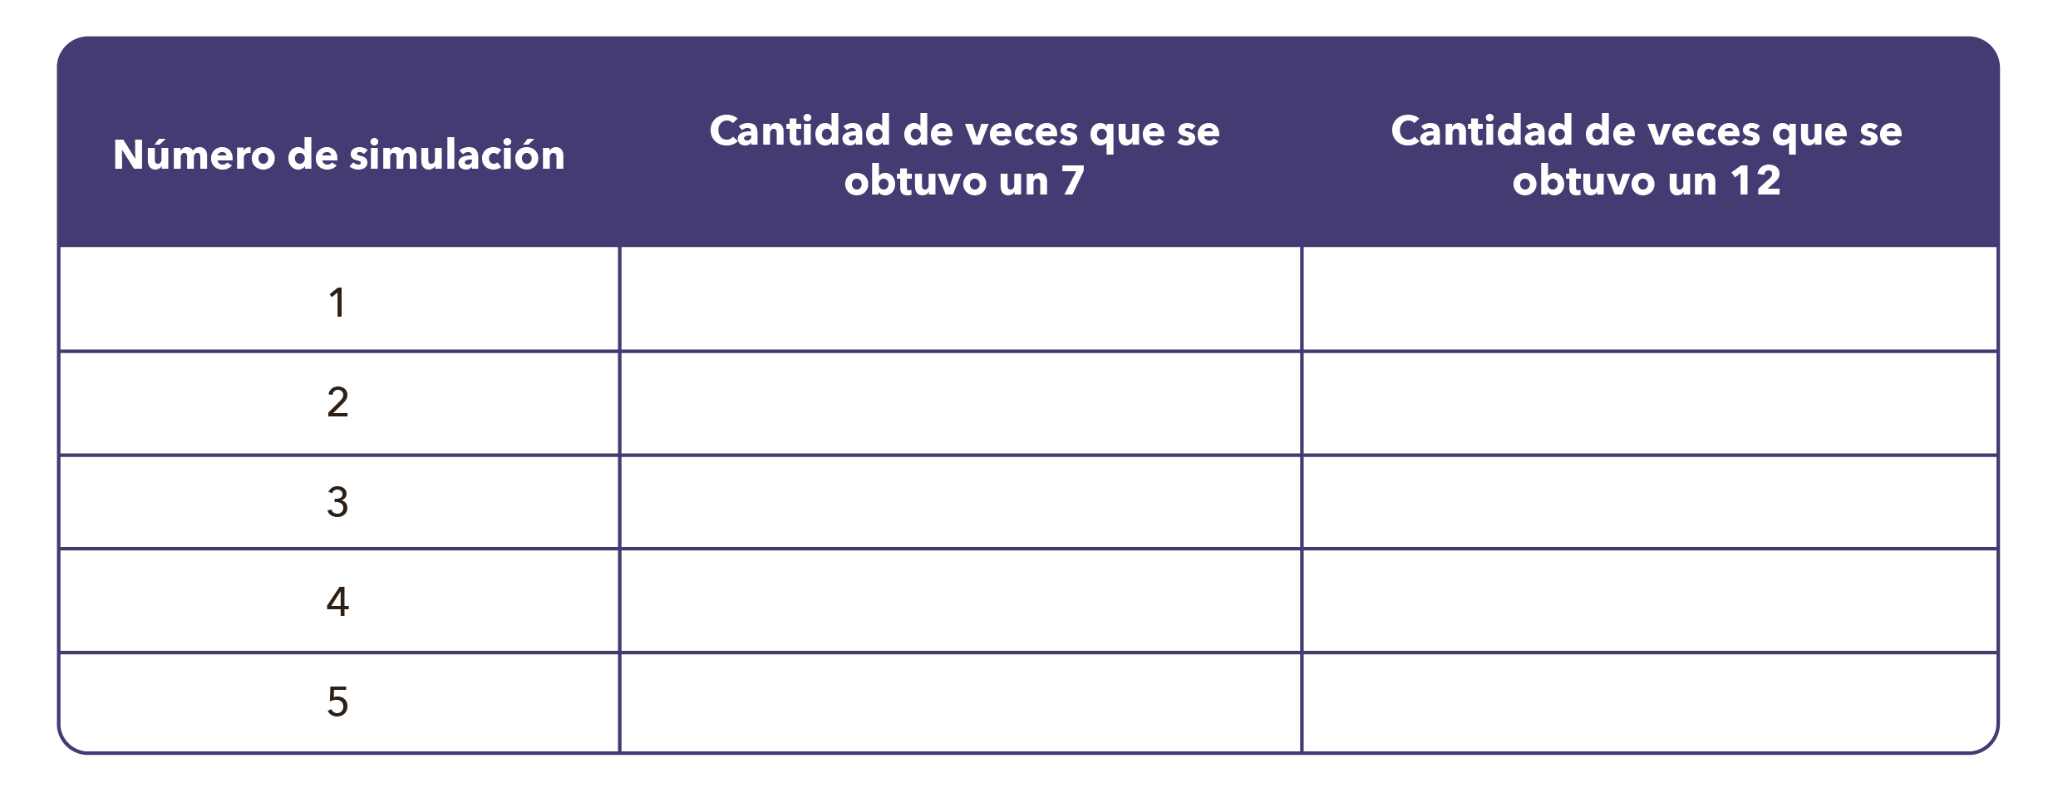 Número de simulación
Cantidad de veces que se
obtuvo un 7
Cantidad de veces que se
obtuvo un 12
1
2
3
4
5